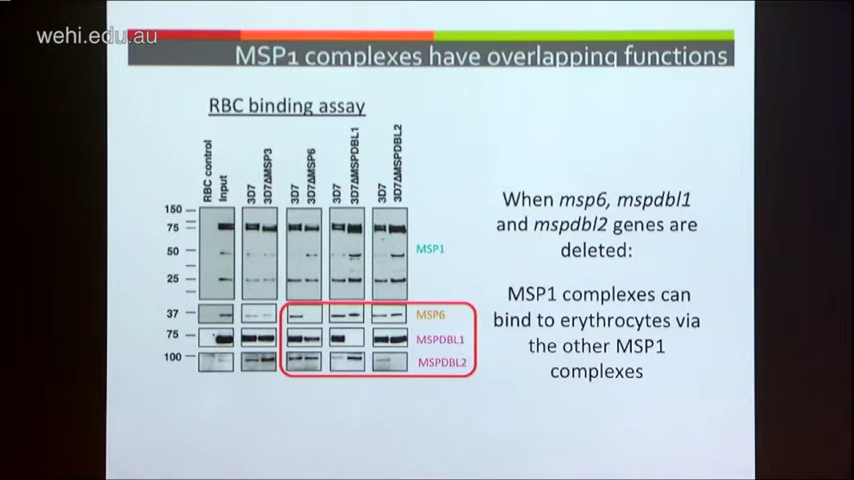 wehi.edu.au
MSP1 complexes have overlapping functions
RBC binding assay
RBC control
Input
3D7
3D7ΔMSP3
3D7
3D7ΔMSP6
3D7
3D7ΔMSPDBL1
3D7
3D7ΔMSPDBL2
150
75
50
25
37
75
100
MSP1
MSP6
MSPDBL1
MSPDBL2
When msp6, mspdbl1
and mspdbl2 genes are
deleted:
MSP1 complexes can
bind to erythrocytes via
the other MSP1
complexes